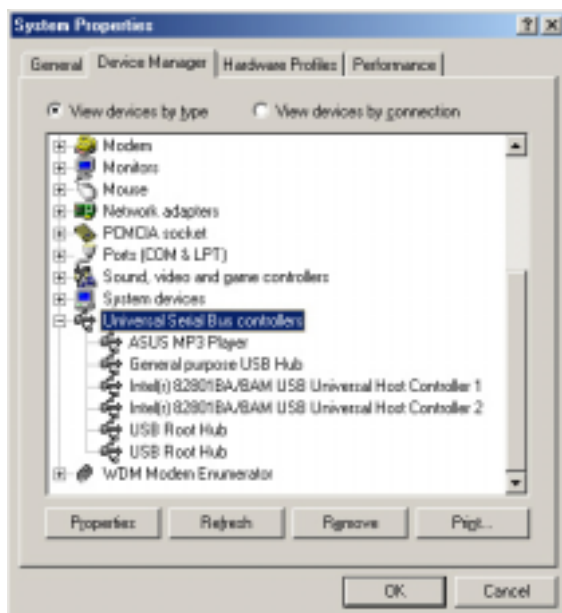 System Properties
General Device Manager Hardware Profiles Performance
View devices by type View devices by connection
Modem
Monitors
Mouse
Network adapters
PCMCIA socket
Ports (COM & LPT)
Sound, video and game controllers
System devices
Universal Serial Bus controllers
ASUS MP3 Player
General purpose USB Hub
Intel(r) 82801BA/BAM USB Universal Host Controller 1
Intel(r) 82801BA/BAM USB Universal Host Controller 2
USB Root Hub
USB Root Hub
WDM Modem Enumerator
Properties Refresh Remove Print...
OK Cancel